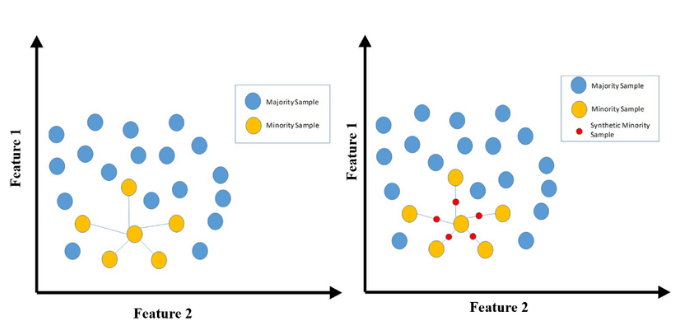 Feature 1
Majority Sample
Minority Sample
Feature 2
Feature 1
Majority Sample
Minority Sample
Synthetic Minority
Sample
Feature 2